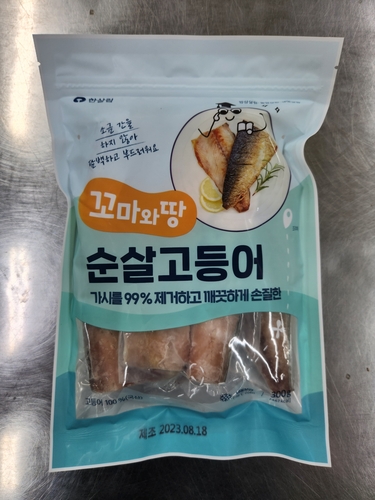 한살림
소금 간을
하지 않아
담백하고 부드러워요
꼬마와땅
순살고등어
가시를 99% 제거하고 깨끗하게 손질한
고등어 100%
300g
제조 2023.08.18